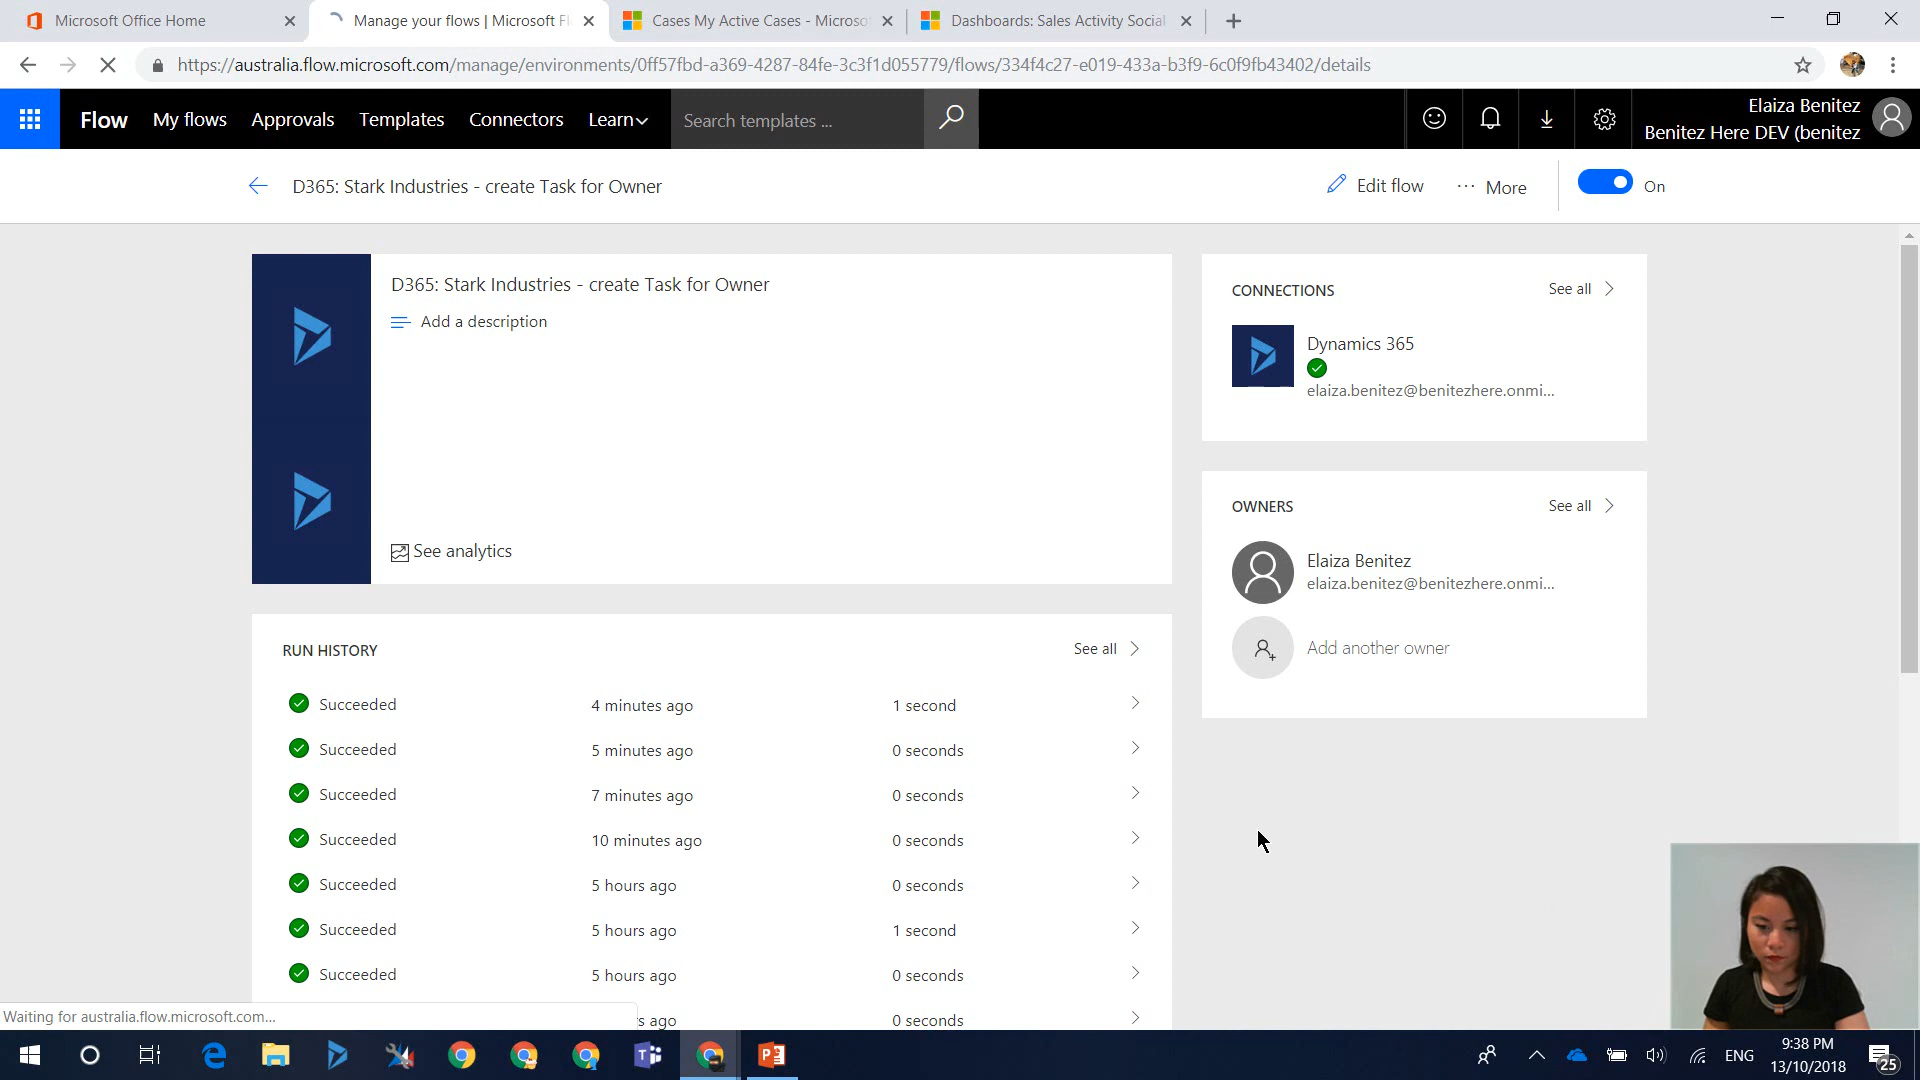 Microsoft Office Home
Manage your flows | Microsoft Fl
Cases My Active Cases - Microso
Dashboards: Sales Activity Social
https://australia.flow.microsoft.com/manage/environments/0ff57fbd-a369-4287-84fe-3c3f1d055779/flows/334f4c27-e019-433a-b3f9-6c0f9fb43402/details
Flow My flows Approvals Templates Connectors Learn Search templates ...
Elaiza Benitez
Benitez Here DEV (benitez
D365: Stark Industries - create Task for Owner
Edit flow
More
On
D365: Stark Industries - create Task for Owner
Add a description
See analytics
CONNECTIONS See all
Dynamics 365
elaiza.benitez@benitezhere.onmi...
OWNERS See all
Elaiza Benitez
elaiza.benitez@benitezhere.onmi...
Add another owner
RUN HISTORY See all
Succeeded 4 minutes ago 1 second
Succeeded 5 minutes ago 0 seconds
Succeeded 7 minutes ago 0 seconds
Succeeded 10 minutes ago 0 seconds
Succeeded 5 hours ago 0 seconds
Succeeded 5 hours ago 1 second
Succeeded 5 hours ago 0 seconds
s ago 0 seconds
Waiting for australia.flow.microsoft.com...
ENG
9:38 PM
13/10/2018
25